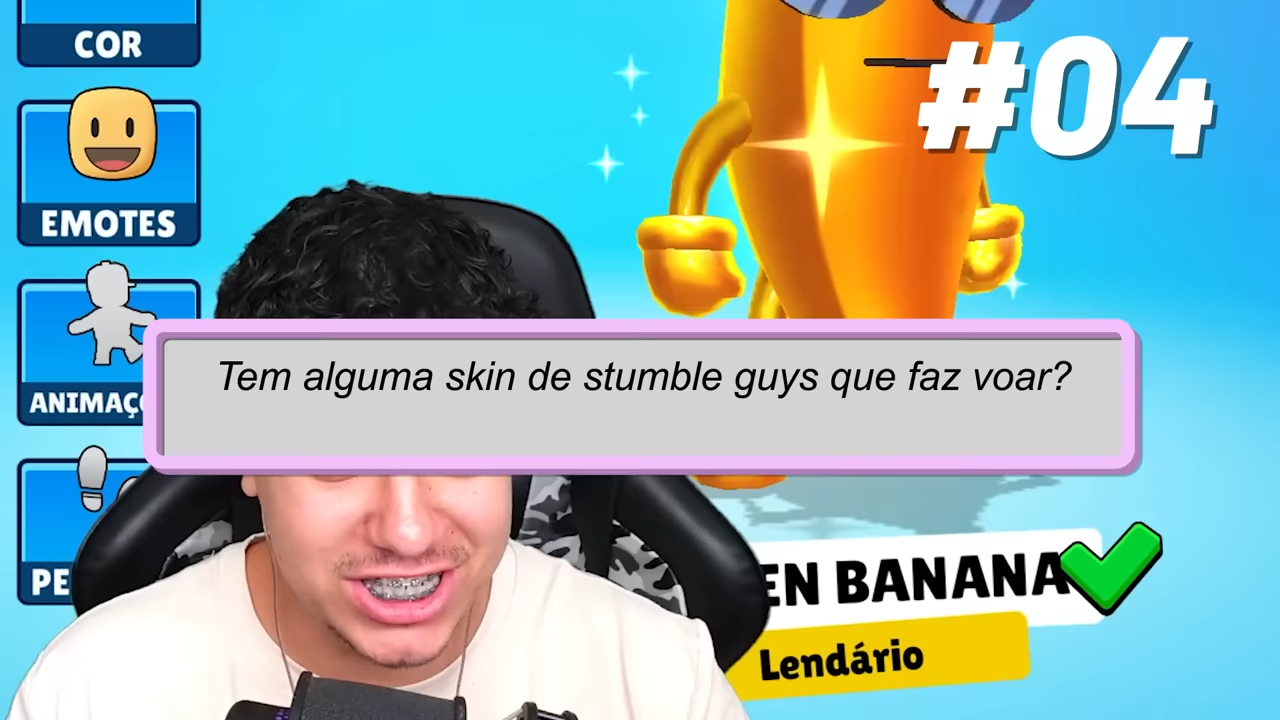 COR
#04
EMOTES
Tem alguma skin de stumble guys que faz voar?
ANIMAÇ
PE
EN BANANA
Lendário